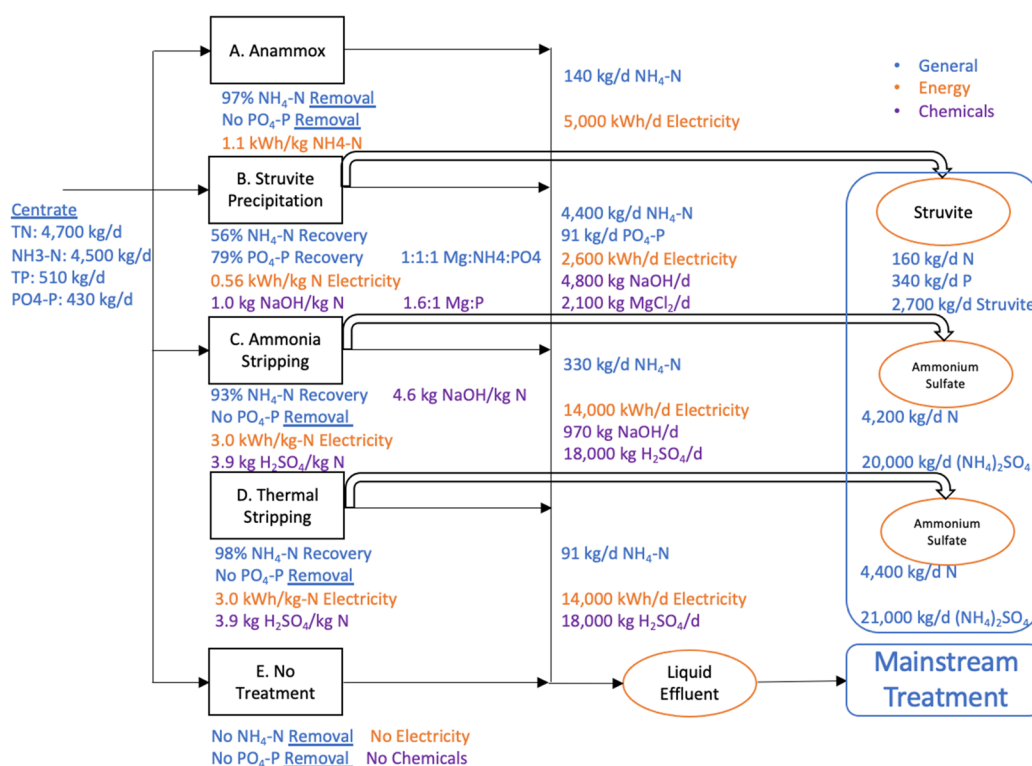 A. Anammox
97% NH₄-N Removal
No PO₄-P Removal
1.1 kWh/kg NH4-N
140 kg/d NH₄-N
5,000 kWh/d Electricity
• General
• Energy
• Chemicals
Centrate
TN: 4,700 kg/d
NH3-N: 4,500 kg/d
TP: 510 kg/d
PO4-P: 430 kg/d
B. Struvite
Precipitation
56% NH₄-N Recovery
79% PO₄-P Recovery 1:1:1 Mg:NH4:PO4
0.56 kWh/kg N Electricity
1.0 kg NaOH/kg N 1.6:1 Mg:P
4,400 kg/d NH₄-N
91 kg/d PO₄-P
2,600 kWh/d Electricity
4,800 kg NaOH/d
2,100 kg MgCl₂/d
Struvite
160 kg/d N
340 kg/d P
2,700 kg/d Struvite
C. Ammonia
Stripping
93% NH₄-N Recovery 4.6 kg NaOH/kg N
No PO₄-P Removal
3.0 kWh/kg-N Electricity
3.9 kg H₂SO₄/kg N
330 kg/d NH₄-N
14,000 kWh/d Electricity
970 kg NaOH/d
18,000 kg H₂SO₄/d
Ammonium
Sulfate
4,200 kg/d N
20,000 kg/d (NH₄)₂SO₄
D. Thermal
Stripping
98% NH₄-N Recovery
No PO₄-P Removal
3.0 kWh/kg-N Electricity
3.9 kg H₂SO₄/kg N
91 kg/d NH₄-N
14,000 kWh/d Electricity
18,000 kg H₂SO₄/d
Ammonium
Sulfate
4,400 kg/d N
21,000 kg/d (NH₄)₂SO₄
E. No
Treatment
No NH₄-N Removal No Electricity
No PO₄-P Removal No Chemicals
Liquid
Effluent
Mainstream
Treatment